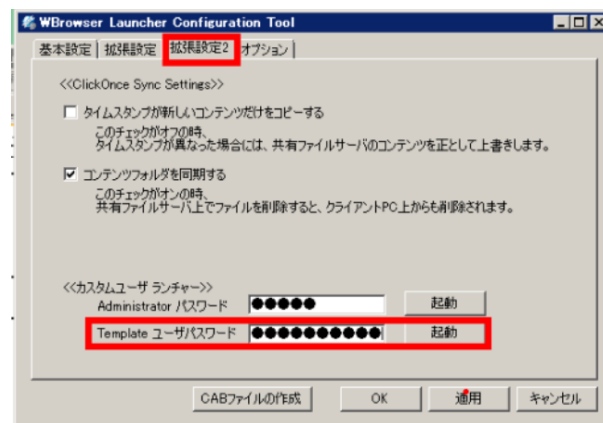 WBrowser Launcher Configuration Tool
基本設定 拡張設定 拡張設定2 オプション
<<ClickOnce Sync Settings>>
タイムスタンプが新しいコンテンツだけをコピーする
このチェックがオフの時、
タイムスタンプが異なった場合には、共有ファイルサーバのコンテンツを正として上書きします。
コンテンツフォルダを同期する
このチェックがオンの時、
共有ファイルサーバ上でファイルを削除すると、クライアントPC上からも削除されます。
<<カスタムユーザ ランチャー>>
Administrator パスワード ●●●●● 起動
Template ユーザパスワード ●●●●●●●●●● 起動
CABファイルの作成 OK 適用 キャンセル